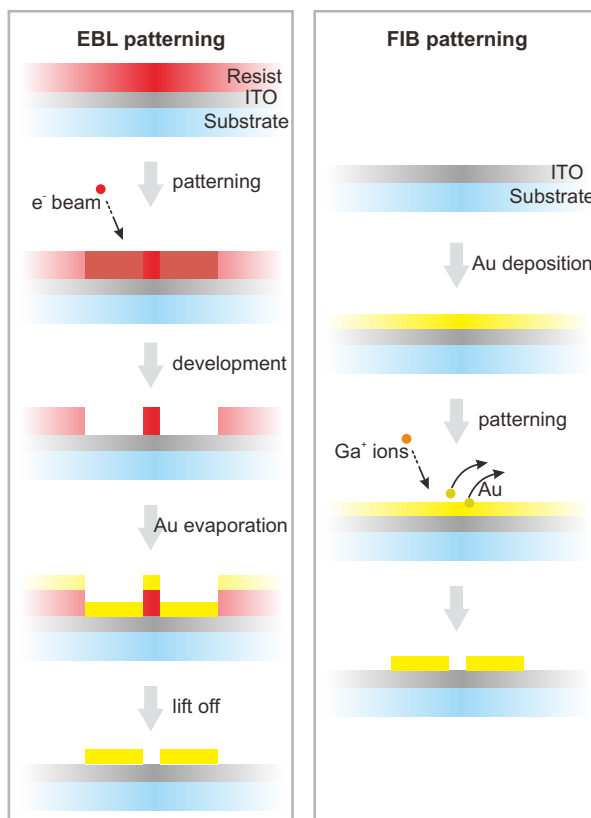 EBL patterning
Resist
ITO
Substrate
patterning
e⁻ beam
development
Au evaporation
lift off
FIB patterning
ITO
Substrate
Au deposition
patterning
Ga⁺ ions
Au